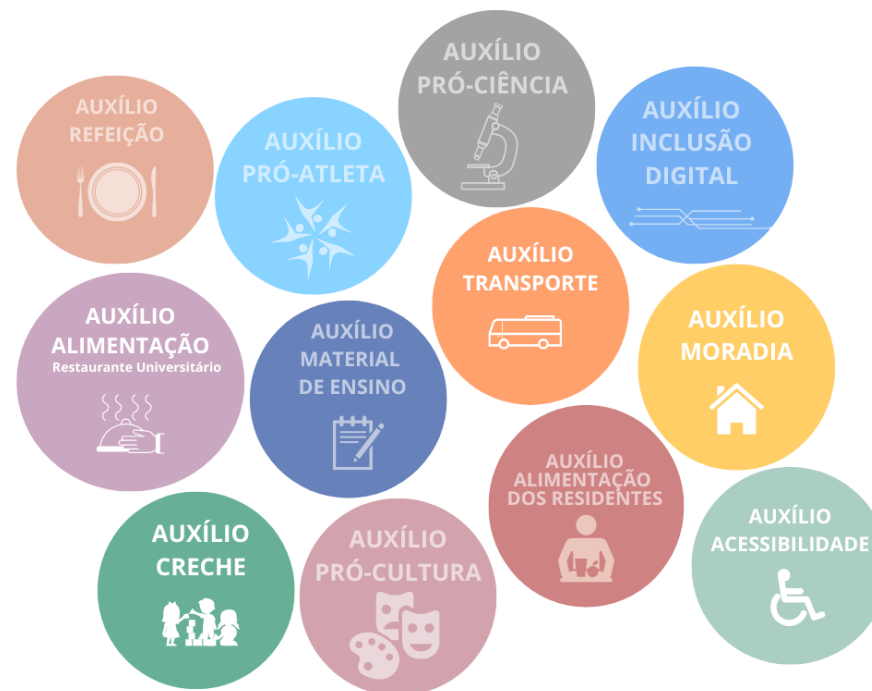 AUXÍLIO
REFEIÇÃO
AUXÍLIO
PRÓ-ATLETA
AUXÍLIO
PRÓ-CIÊNCIA
AUXÍLIO
INCLUSÃO
DIGITAL
AUXÍLIO
ALIMENTAÇÃO
Restaurante Universitário
AUXÍLIO
MATERIAL
DE ENSINO
AUXÍLIO
TRANSPORTE
AUXÍLIO
MORADIA
AUXÍLIO
CRECHE
AUXÍLIO
PRÓ-CULTURA
AUXÍLIO
ALIMENTAÇÃO
DOS RESIDENTES
AUXÍLIO
ACESSIBILIDADE